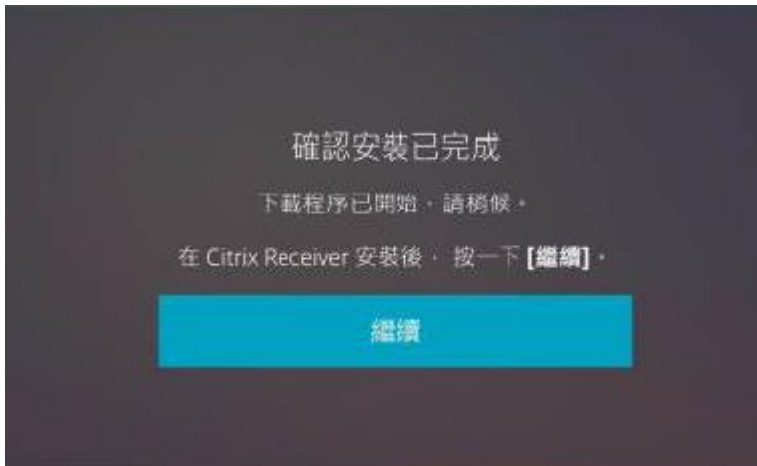 確認安裝已完成
下載程序已開始，請稍候。
在 Citrix Receiver 安裝後， 按一下 [繼續]。
繼續